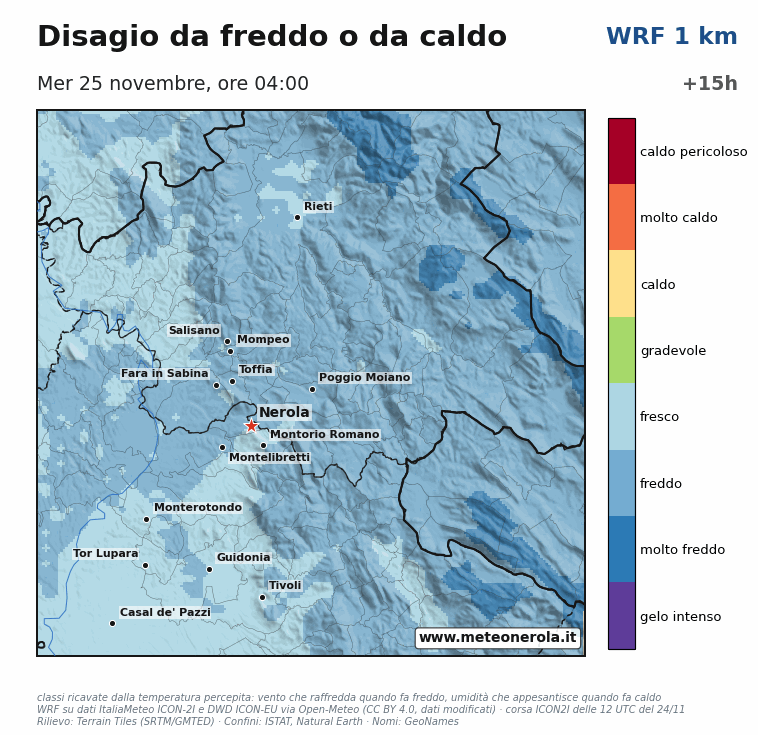 Disagio da freddo o da caldo
WRF 1 km
Mer 25 novembre, ore 04:00
+15h
caldo pericoloso
molto caldo
caldo
gradevole
fresco
freddo
molto freddo
gelo intenso
Rieti
Salisano
Mompeo
Toffia
Fara in Sabina
Poggio Moiano
Nerola
Montorio Romano
Montelibretti
Monterotondo
Tor Lupara
Guidonia
Tivoli
Casal de' Pazzi
www.meteonerola.it
classi ricavate dalla temperatura percepita: vento che raffredda quando fa freddo, umidità che appesantisce quando fa caldo
WRF su dati ItaliaMeteo ICON-2I e DWD ICON-EU via Open-Meteo (CC BY 4.0, dati modificati) · corsa ICON2I delle 12 UTC del 24/11
Rilievo: Terrain Tiles (SRTM/GMTED) · Confini: ISTAT, Natural Earth · Nomi: GeoNames